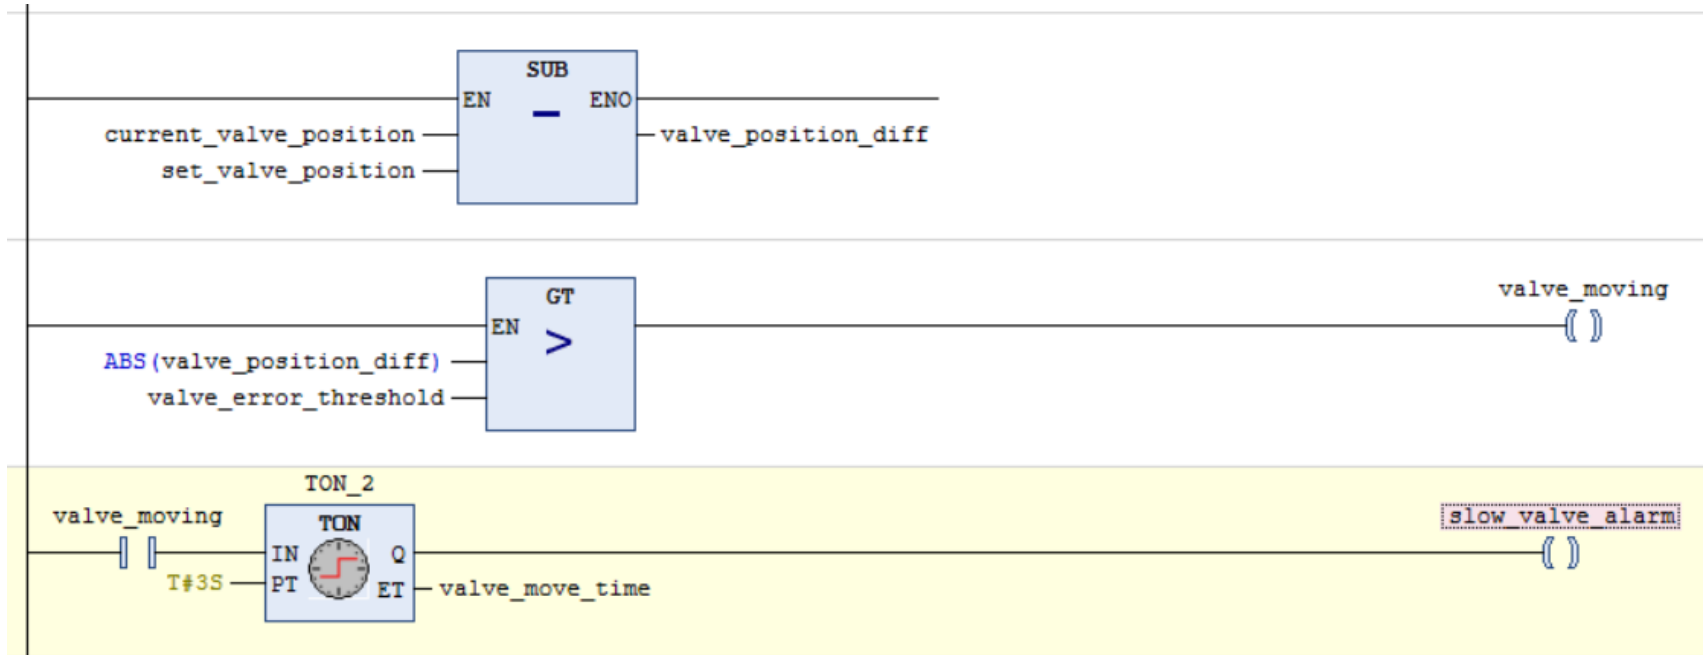 SUB
EN ENO
current_valve_position valve_position_diff
set_valve_position
GT
valve_moving
EN
ABS(valve_position_diff)
valve_error_threshold
TON_2
valve_moving TON slow_valve_alarm
IN Q
T#3S PT ET valve_move_time